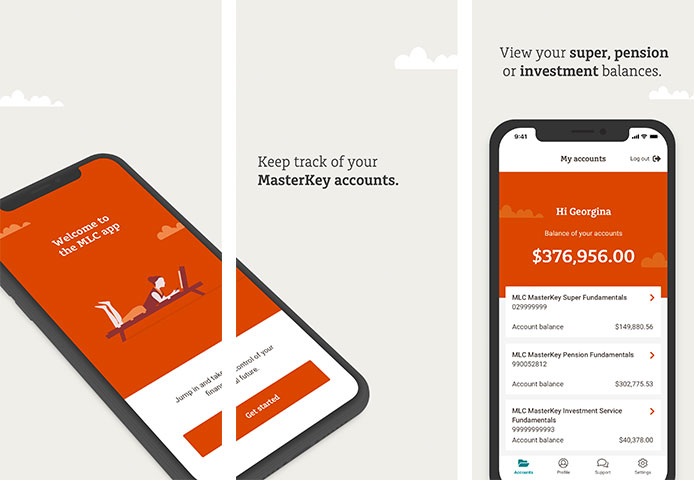 Welcome to
the MLC app
Jump in and take control of your
financial future.
Get started
Keep track of your
MasterKey accounts.
View your super, pension
or investment balances.
9:41
My accounts
Log out
Hi Georgina
Balance of your accounts
$376,956.00
MLC MasterKey Super Fundamentals
029999999
Account balance $149,880.56
MLC MasterKey Pension Fundamentals
990052812
Account balance $302,775.53
MLC MasterKey Investment Service
Fundamentals
99999999993
Account balance $40,378.00
Accounts Profile Support Settings